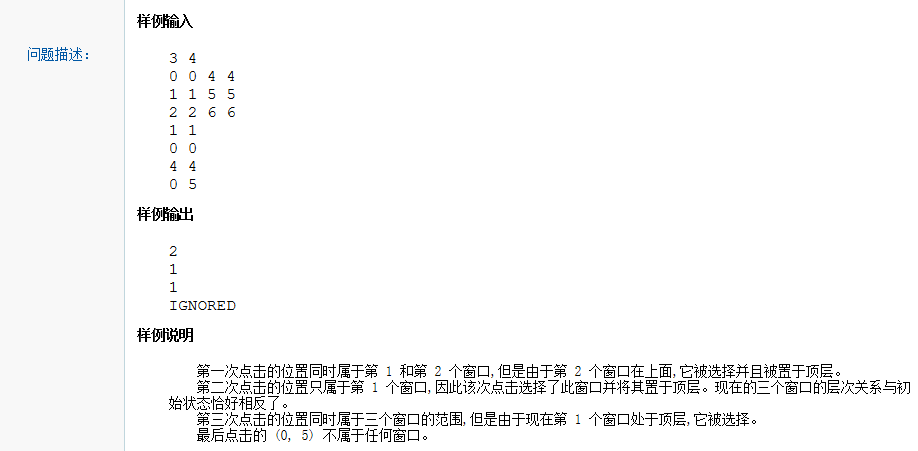 样例输入
问题描述：
3 4
0 0 4 4
1 1 5 5
2 2 6 6
1 1
0 0
4 4
0 5
样例输出
2
1
1
IGNORED
样例说明
第一次点击的位置同时属于第 1 和第 2 个窗口,但是由于第 2 个窗口在上面,它被选择并且被置于顶层。
第二次点击的位置只属于第 1 个窗口,因此该次点击选择了此窗口并将其置于顶层。现在的三个窗口的层次关系与初
始状态恰好相反了。
第三次点击的位置同时属于三个窗口的范围,但是由于现在第 1 个窗口处于顶层,它被选择。
最后点击的 (0, 5) 不属于任何窗口。